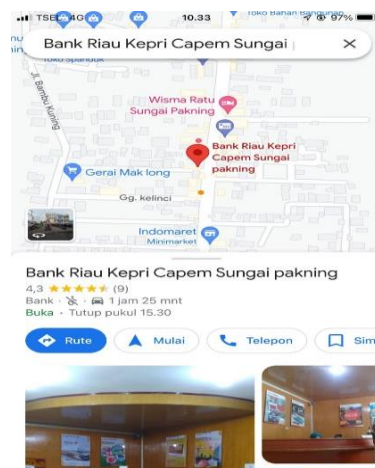 TSE 4G 10.33 97%
Toko Bahan Bangunan
Bank Riau Kepri Capem Sungai
Toko Spanduk
Jl. Bambu Kuning
Wisma Ratu
Sungai Pakning
Bank Riau Kepri
Capem Sungai
pakning
Gerai Mak long
Gg. kelinci
Indomaret
Minimarket
Bank Riau Kepri Capem Sungai pakning
4,3 (9)
Bank · 1 jam 25 mnt
Buka · Tutup pukul 15.30
Rute Mulai Telepon Sim